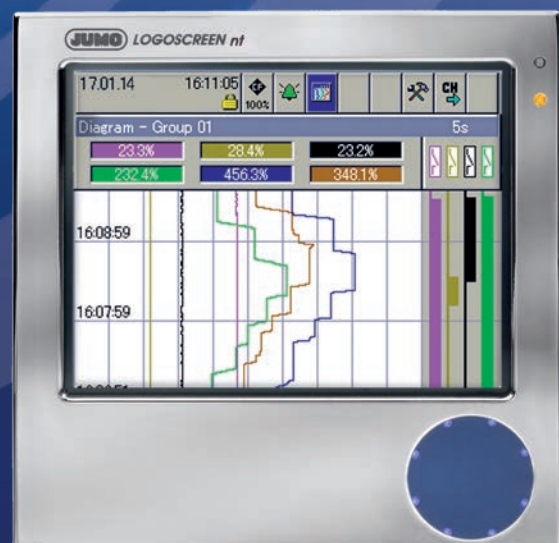 JUMO LOGOSCREEN nt
17.01.14 16:11:05 CF 100% CH
Diagram - Group 01 5s
23.3% 28.4% 23.2%
232.4% 456.3% 348.1%
16:08:59
16:07:59